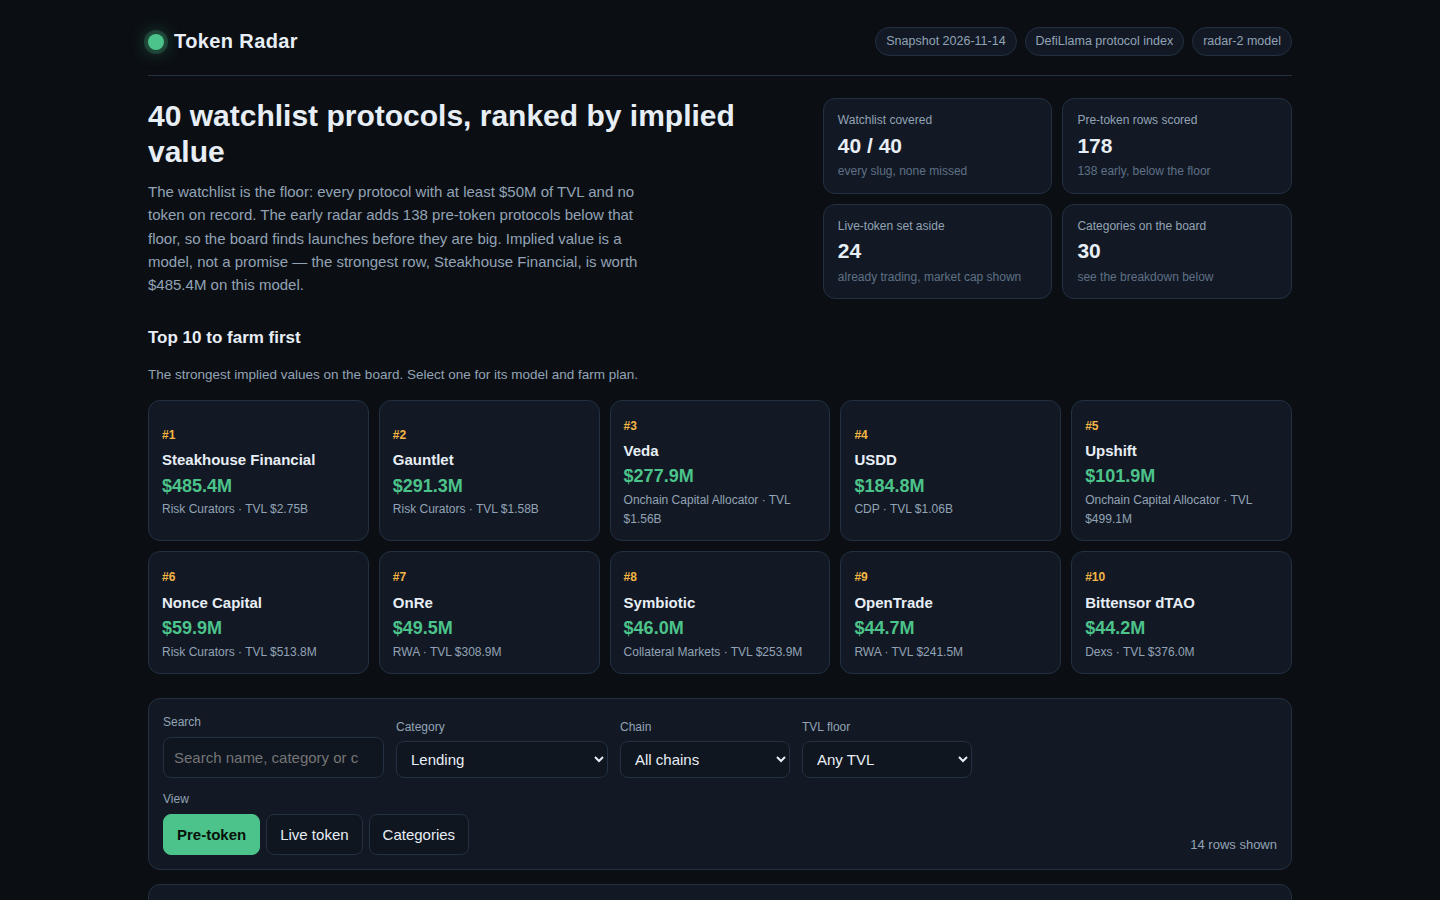 Token Radar
Snapshot 2026-11-14
DefiLlama protocol index
radar-2 model
40 watchlist protocols, ranked by implied
value
The watchlist is the floor: every protocol with at least $50M of TVL and no
token on record. The early radar adds 138 pre-token protocols below that
floor, so the board finds launches before they are big. Implied value is a
model, not a promise — the strongest row, Steakhouse Financial, is worth
$485.4M on this model.
Watchlist covered
40 / 40
every slug, none missed
Pre-token rows scored
178
138 early, below the floor
Live-token set aside
24
already trading, market cap shown
Categories on the board
30
see the breakdown below
Top 10 to farm first
The strongest implied values on the board. Select one for its model and farm plan.
#1
Steakhouse Financial
$485.4M
Risk Curators · TVL $2.75B
#2
Gauntlet
$291.3M
Risk Curators · TVL $1.58B
#3
Veda
$277.9M
Onchain Capital Allocator · TVL
$1.56B
#4
USDD
$184.8M
CDP · TVL $1.06B
#5
Upshift
$101.9M
Onchain Capital Allocator · TVL
$499.1M
#6
Nonce Capital
$59.9M
Risk Curators · TVL $513.8M
#7
OnRe
$49.5M
RWA · TVL $308.9M
#8
Symbiotic
$46.0M
Collateral Markets · TVL $253.9M
#9
OpenTrade
$44.7M
RWA · TVL $241.5M
#10
Bittensor dTAO
$44.2M
Dexs · TVL $376.0M
Search
Search name, category or c
Category
Lending
Chain
All chains
TVL floor
Any TVL
View
Pre-token
Live token
Categories
14 rows shown